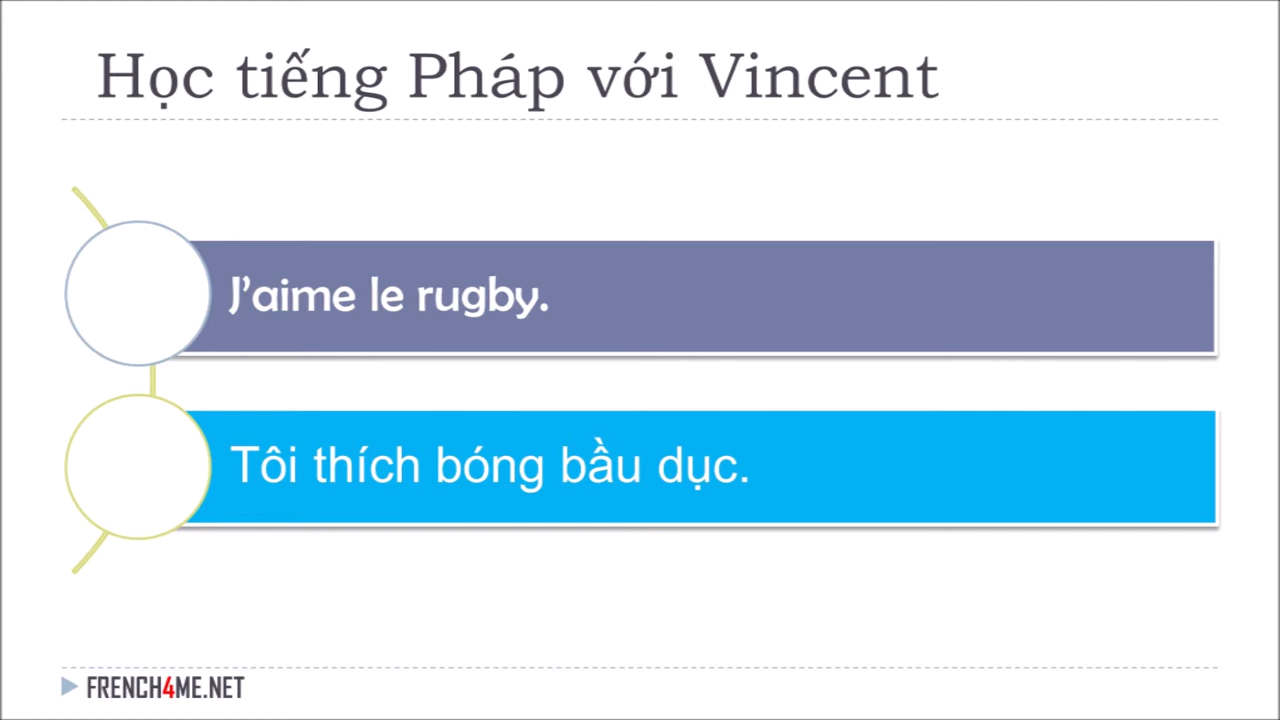 Học tiếng Pháp với Vincent
J’aime le rugby.
Tôi thích bóng bầu dục.
FRENCH4ME.NET